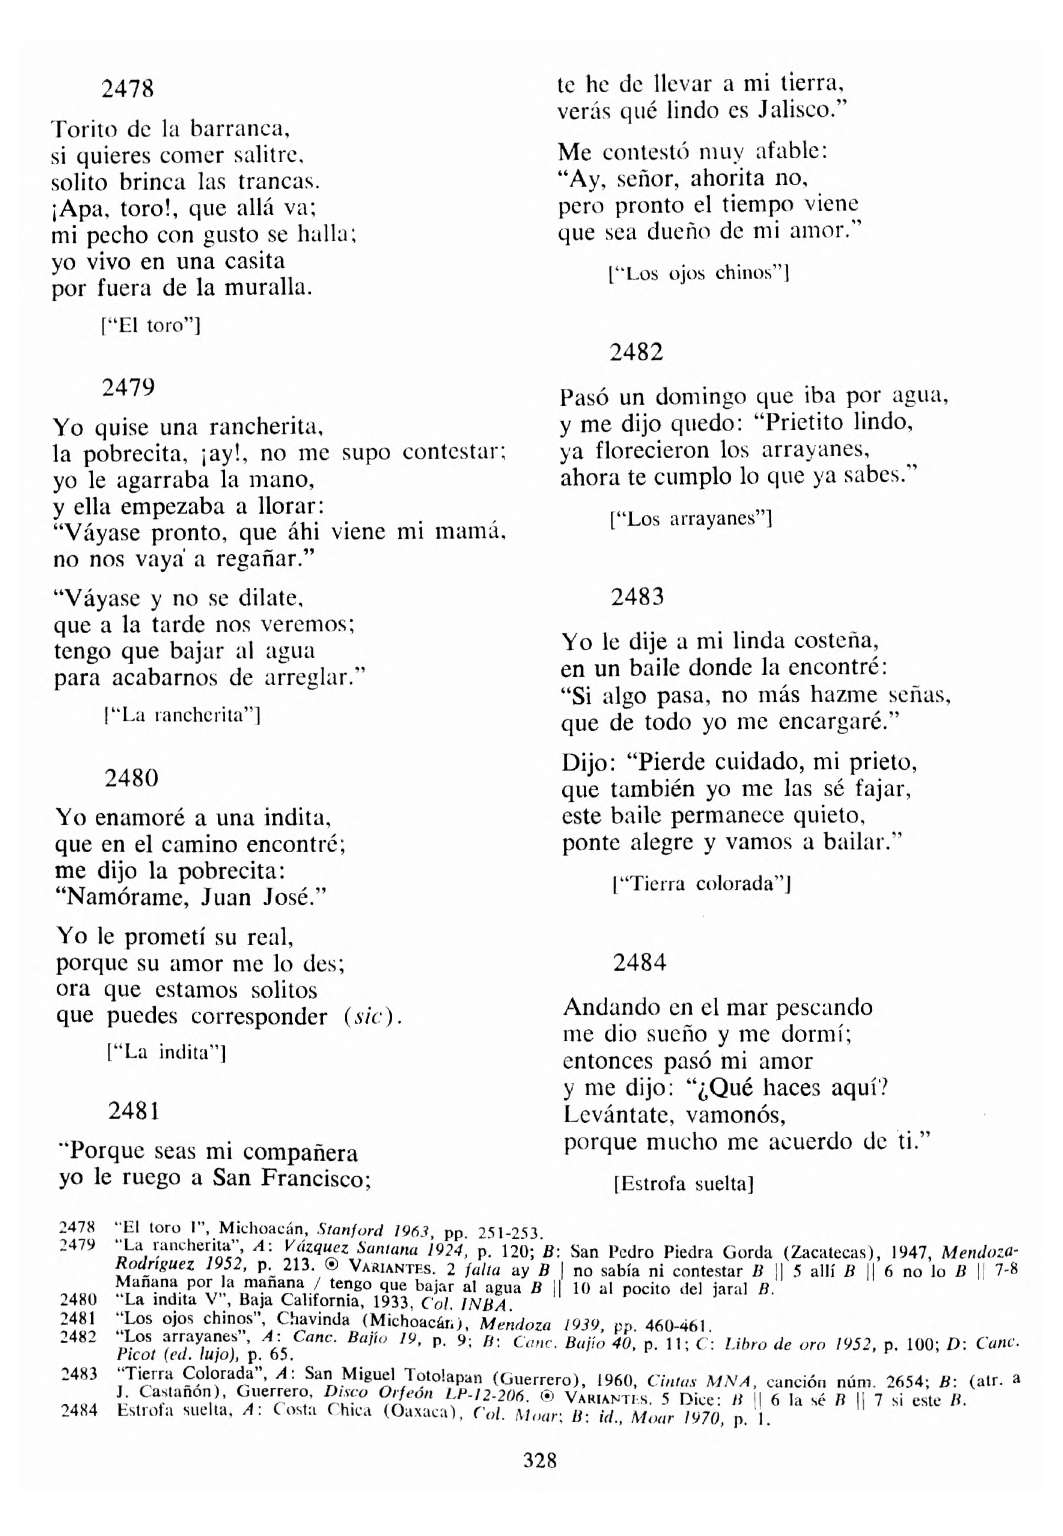 2478
Torito de la barranca,
si quieres comer salitre,
solito brinca las trancas.
¡Apa, toro!, que allá va;
mi pecho con gusto se halla;
yo vivo en una casita
por fuera de la muralla.
[“El toro”]
2479
Yo quise una rancherita,
la pobrecita, ¡ay!, no me supo contestar;
yo le agarraba la mano,
y ella empezaba a llorar:
“Váyase pronto, que áhi viene mi mamá,
no nos vaya a regañar.”
“Váyase y no se dilate,
que a la tarde nos veremos;
tengo que bajar al agua
para acabarnos de arreglar.”
[“La rancherita”]
2480
Yo enamoré a una indita,
que en el camino encontré;
me dijo la pobrecita:
“Namórame, Juan José.”
Yo le prometí su real,
porque su amor me lo des;
ora que estamos solitos
que puedes corresponder (sic).
[“La indita”]
2481
“Porque seas mi compañera
yo le ruego a San Francisco;
te he de llevar a mi tierra,
verás qué lindo es Jalisco.”
Me contestó muy afable:
“Ay, señor, ahorita no,
pero pronto el tiempo viene
que sea dueño de mi amor.”
[“Los ojos chinos”]
2482
Pasó un domingo que iba por agua,
y me dijo quedo: “Prietito lindo,
ya florecieron los arrayanes,
ahora te cumplo lo que ya sabes.”
[“Los arrayanes”]
2483
Yo le dije a mi linda costeña,
en un baile donde la encontré:
“Si algo pasa, no más hazme señas,
que de todo yo me encargaré.”
Dijo: “Pierde cuidado, mi prieto,
que también yo me las sé fajar,
este baile permanece quieto,
ponte alegre y vamos a bailar.”
[“Tierra colorada”]
2484
Andando en el mar pescando
me dio sueño y me dormí;
entonces pasó mi amor
y me dijo: “¿Qué haces aquí?
Levántate, vamonós,
porque mucho me acuerdo de ti.”
[Estrofa suelta]
2478 “El toro I”, Michoacán, Stanford 1963, pp. 251-253.
2479 “La rancherita”, A: Vázquez Santana 1924, p. 120; B: San Pedro Piedra Gorda (Zacatecas), 1947, Mendoza-
Rodríguez 1952, p. 213. ⊙ VARIANTES. 2 falta ay B | no sabía ni contestar B || 5 allí B || 6 no lo B || 7-8
Mañana por la mañana / tengo que bajar al agua B || 10 al pocito del jaral B.
2480 “La indita V”, Baja California, 1933, Col. INBA.
2481 “Los ojos chinos”, Chavinda (Michoacán), Mendoza 1939, pp. 460-461.
2482 “Los arrayanes”, A: Canc. Bajío 19, p. 9; B: Canc. Bajío 40, p. 11; C: Libro de oro 1952, p. 100; D: Canc.
Picot (ed. lujo), p. 65.
2483 “Tierra Colorada”, A: San Miguel Totolapan (Guerrero), 1960, Cintas MNA, canción núm. 2654; B: (atr. a
J. Castañón), Guerrero, Disco Orfeón LP-12-206. ⊙ VARIANTES. 5 Dice: B || 6 la sé B || 7 si este B.
2484 Estrofa suelta, A: Costa Chica (Oaxaca), Col. Moar; B: id., Moar 1970, p. 1.
328